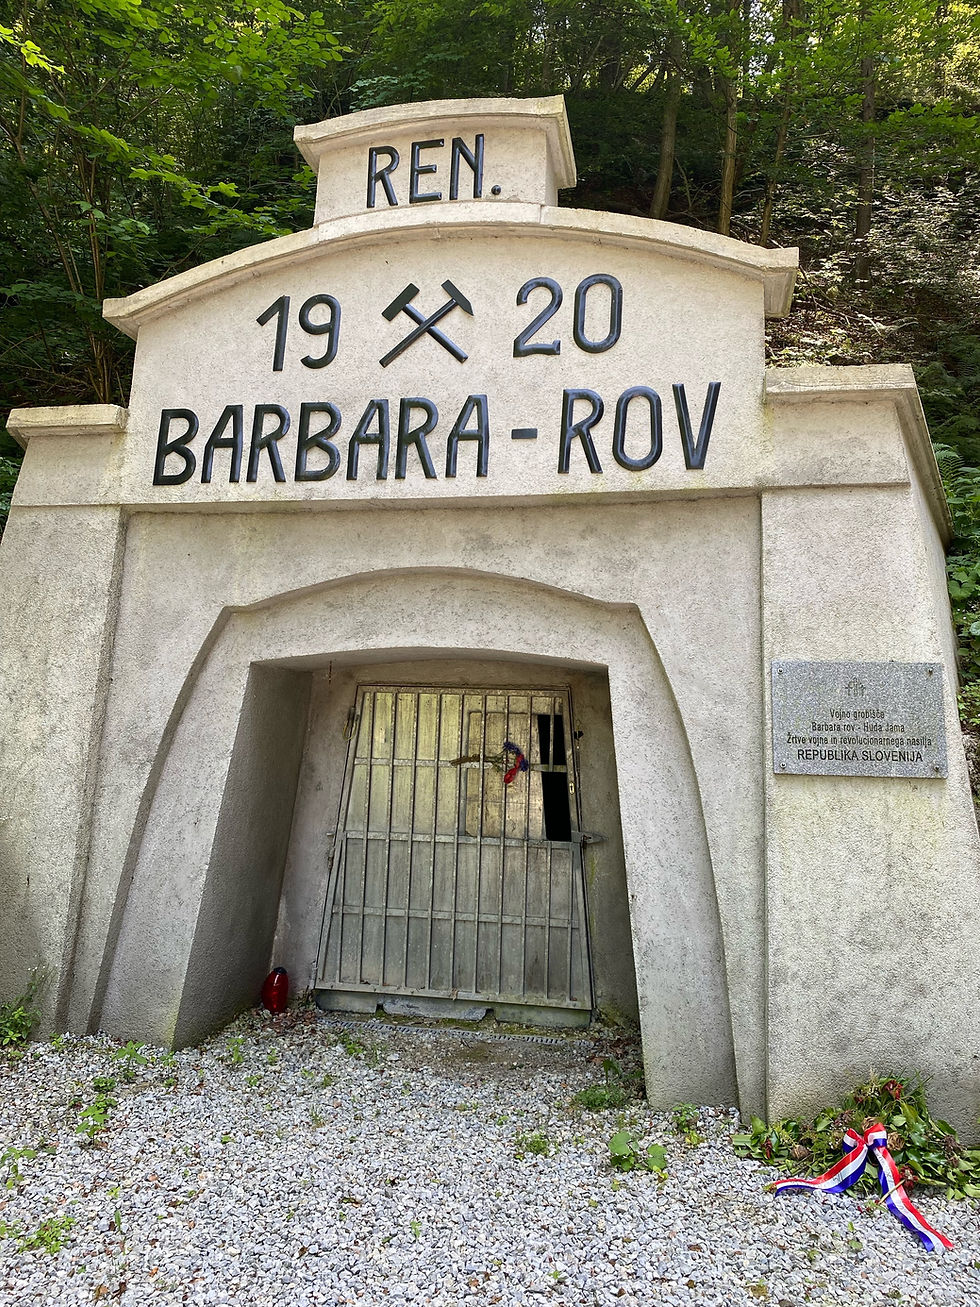 REN.
19 20
BARBARA - ROV
Vojno grobišče
Barbara rov - Huda Jama
Žrtve vojne in revolucionarnega nasilja
REPUBLIKA SLOVENIJA